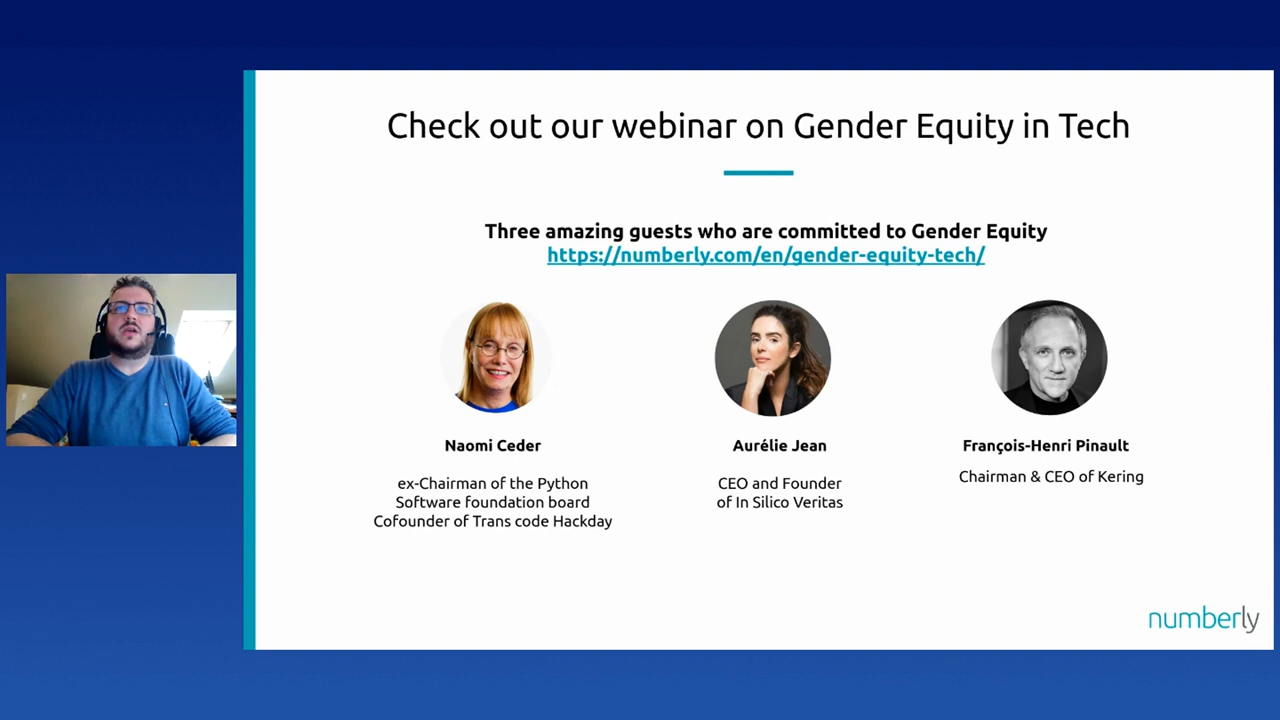 Check out our webinar on Gender Equity in Tech
Three amazing guests who are committed to Gender Equity
https://numberly.com/en/gender-equity-tech/
Naomi Ceder
ex-Chairman of the Python
Software foundation board
Cofounder of Trans code Hackday
Aurélie Jean
CEO and Founder
of In Silico Veritas
François-Henri Pinault
Chairman & CEO of Kering
numberly